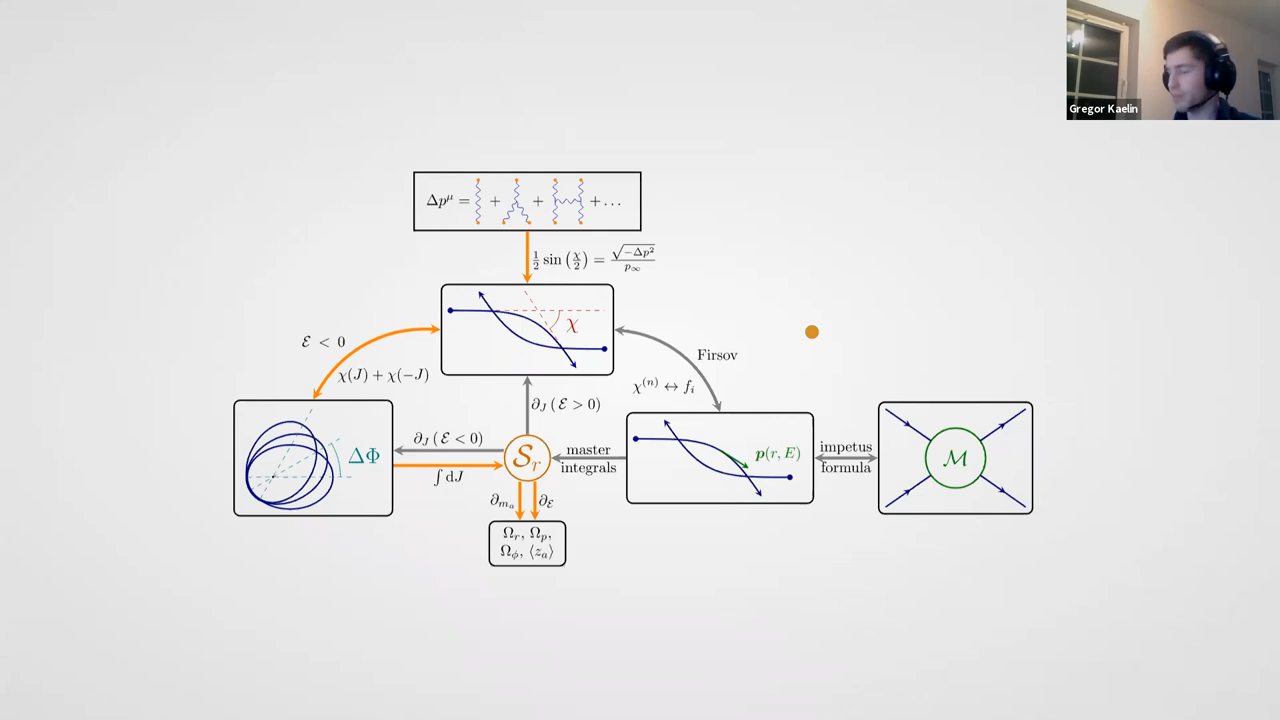 Gregor Kaelin
Δp^μ = + + + ...
1/2 sin (χ/2) = √(−Δp²)/p∞
χ
ℰ < 0
χ(J) + χ(−J)
Firsov
χ^(n) ↔ f_i
∂_J (ℰ > 0)
ΔΦ
∂_J (ℰ < 0)
∫ dJ
𝒮_r
master
integrals
p(r, E)
impetus
formula
ℳ
∂_{m_a}
∂_ℰ
Ω_r, Ω_p,
Ω_ϕ, ⟨z_a⟩